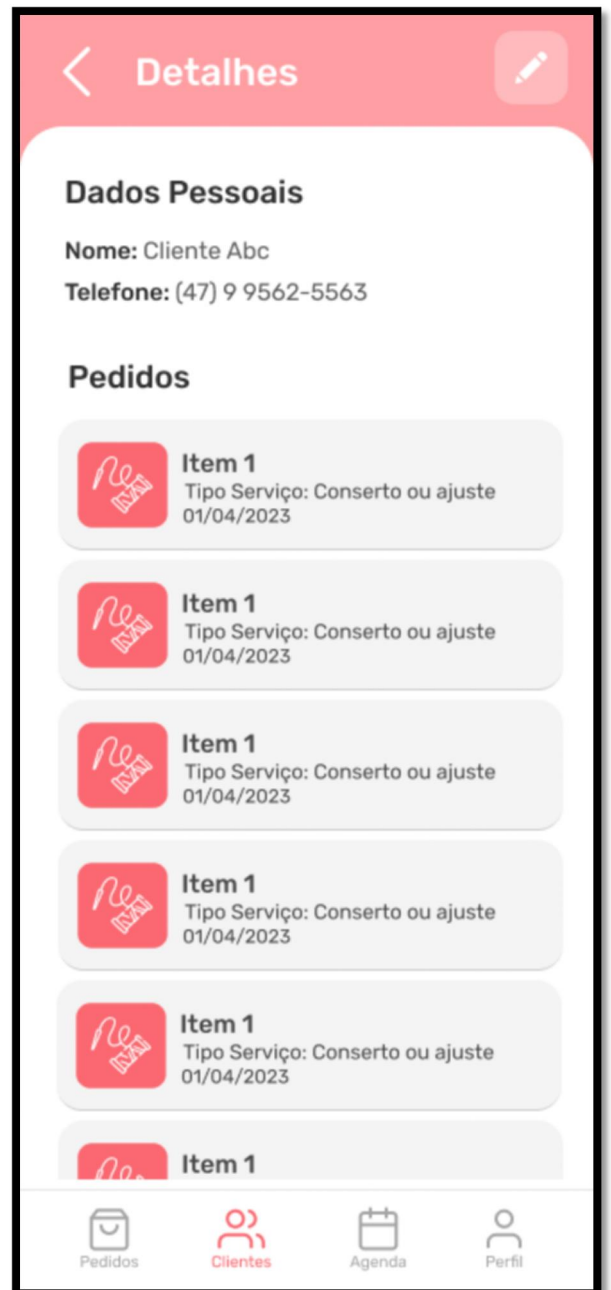 Detalhes
Dados Pessoais
Nome: Cliente Abc
Telefone: (47) 9 9562-5563
Pedidos
Item 1
Tipo Serviço: Conserto ou ajuste
01/04/2023
Item 1
Tipo Serviço: Conserto ou ajuste
01/04/2023
Item 1
Tipo Serviço: Conserto ou ajuste
01/04/2023
Item 1
Tipo Serviço: Conserto ou ajuste
01/04/2023
Item 1
Tipo Serviço: Conserto ou ajuste
01/04/2023
Item 1
Pedidos Clientes Agenda Perfil